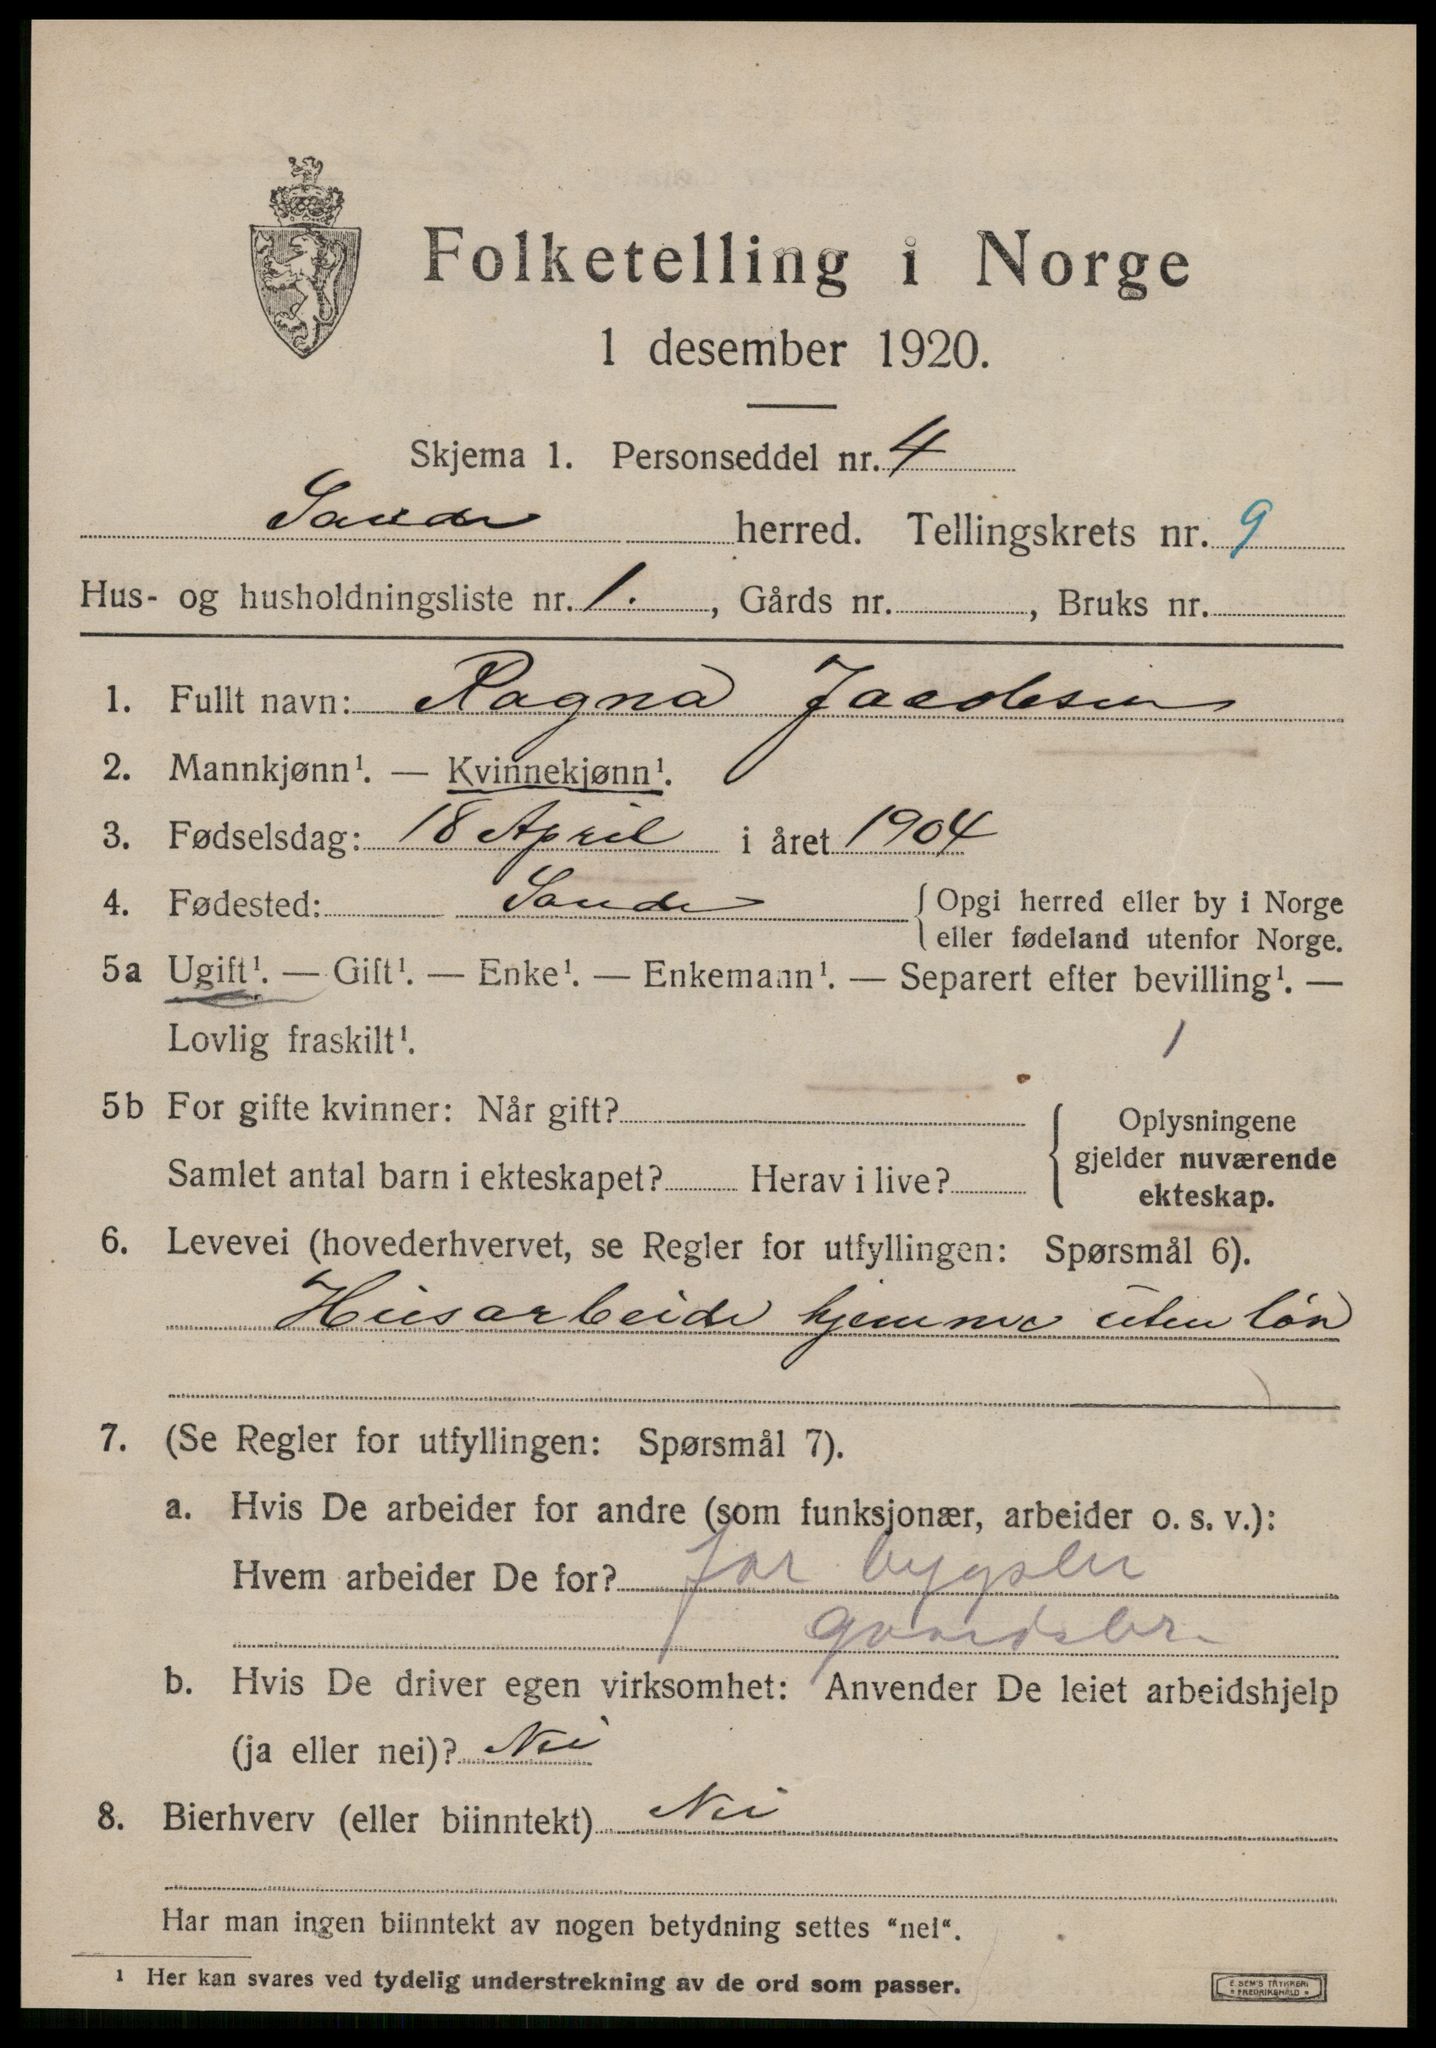 Folketelling i Norge
1 desember 1920.
Skjema 1. Personseddel nr. 4
Sande herred. Tellingskrets nr. 9
Hus- og husholdningsliste nr. 1. , Gårds nr. , Bruks nr.
1. Fullt navn: Ragna Jacobsen
2. Mannkjønn¹. — Kvinnekjønn¹.
3. Fødselsdag: 18 April i året 1904
4. Fødested: Sande { Opgi herred eller by i Norge
eller fødeland utenfor Norge.
5a Ugift¹. — Gift¹. — Enke¹. — Enkemann¹. — Separert efter bevilling¹. —
Lovlig fraskilt¹. 1
5b For gifte kvinner: Når gift?
Samlet antal barn i ekteskapet? Herav i live?
Oplysningene
gjelder nuværende
ekteskap.
6. Levevei (hovederhvervet, se Regler for utfyllingen: Spørsmål 6).
Husarbeide hjemme uten løn
7. (Se Regler for utfyllingen: Spørsmål 7).
a. Hvis De arbeider for andre (som funksjonær, arbeider o. s. v.):
Hvem arbeider De for? far bygsler
gaardsbr.
b. Hvis De driver egen virksomhet: Anvender De leiet arbeidshjelp
(ja eller nei)? Nei
8. Bierhverv (eller biinntekt) Nei
Har man ingen biinntekt av nogen betydning settes "nei".
¹ Her kan svares ved tydelig understrekning av de ord som passer.
E. SEM'S TRYKKERI
FREDRIKSHALD